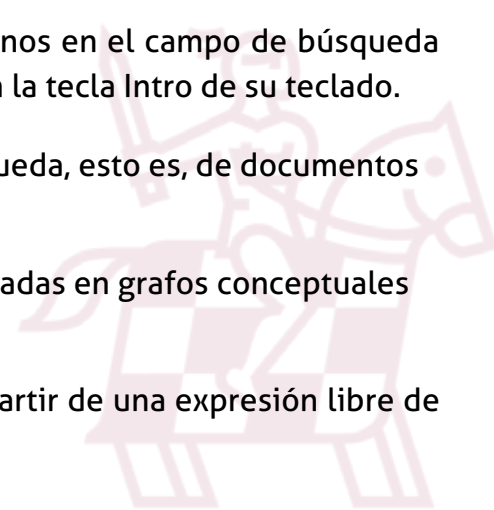 nos en el campo de búsqueda
la tecla Intro de su teclado.
ueda, esto es, de documentos
adas en grafos conceptuales
artir de una expresión libre de